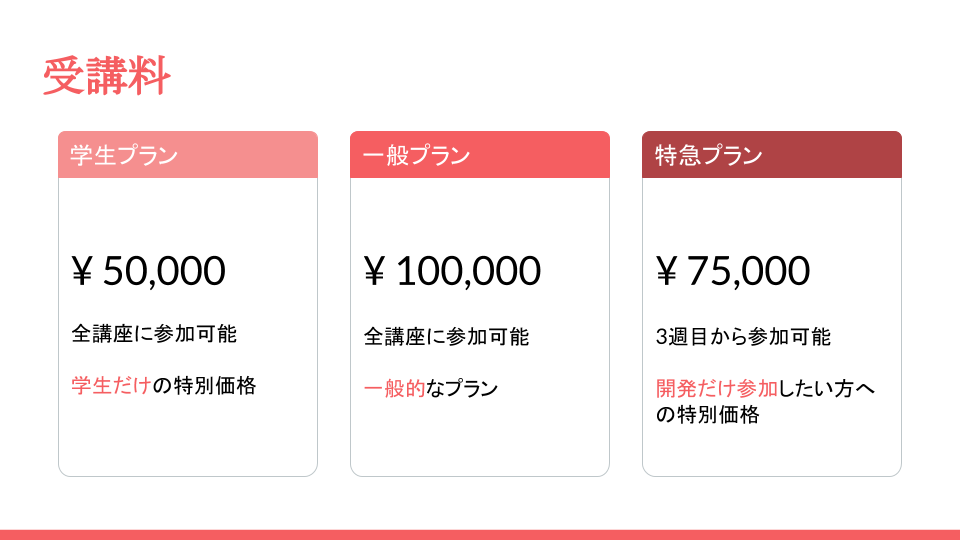 受講料
学生プラン
¥ 50,000
全講座に参加可能
学生だけの特別価格
一般プラン
¥ 100,000
全講座に参加可能
一般的なプラン
特急プラン
¥ 75,000
3週目から参加可能
開発だけ参加したい方へ
の特別価格